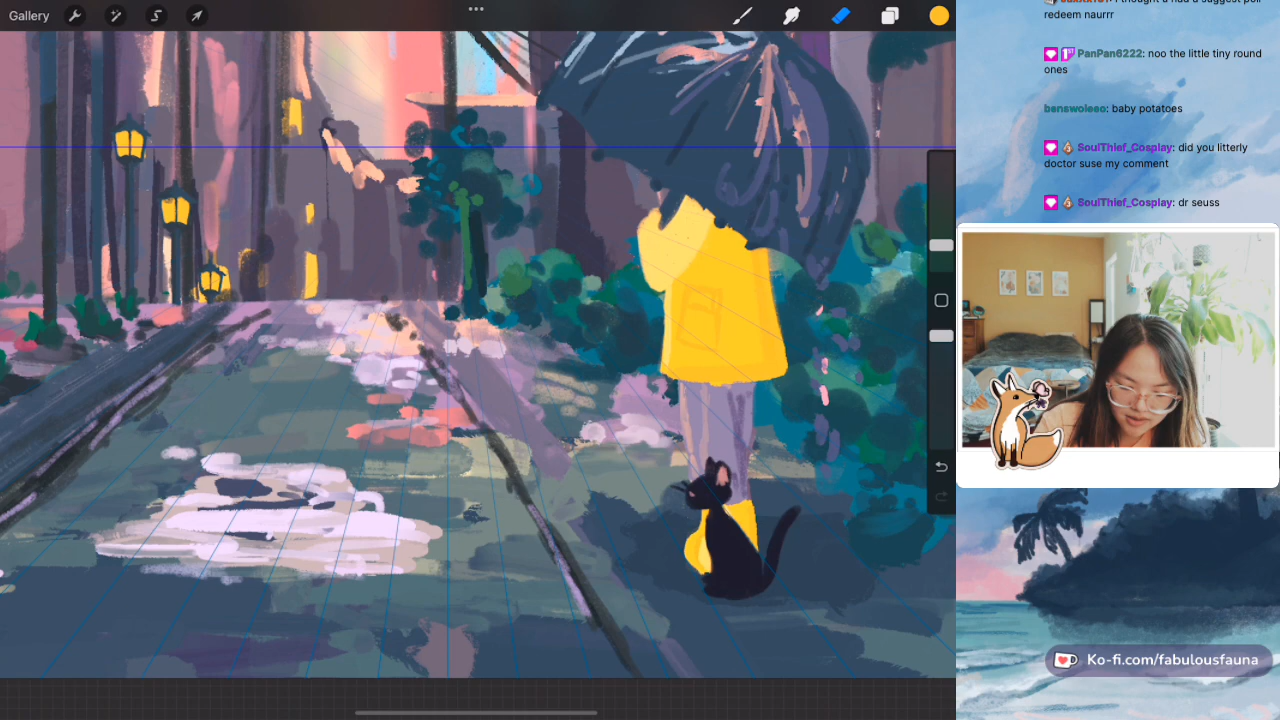 Gallery
redeem naurrr
PanPan6222: noo the little tiny round
ones
benswoleeo: baby potatoes
SoulThief_Cosplay: did you litterly
doctor suse my comment
SoulThief_Cosplay: dr seuss
Ko-fi.com/fabulousfauna